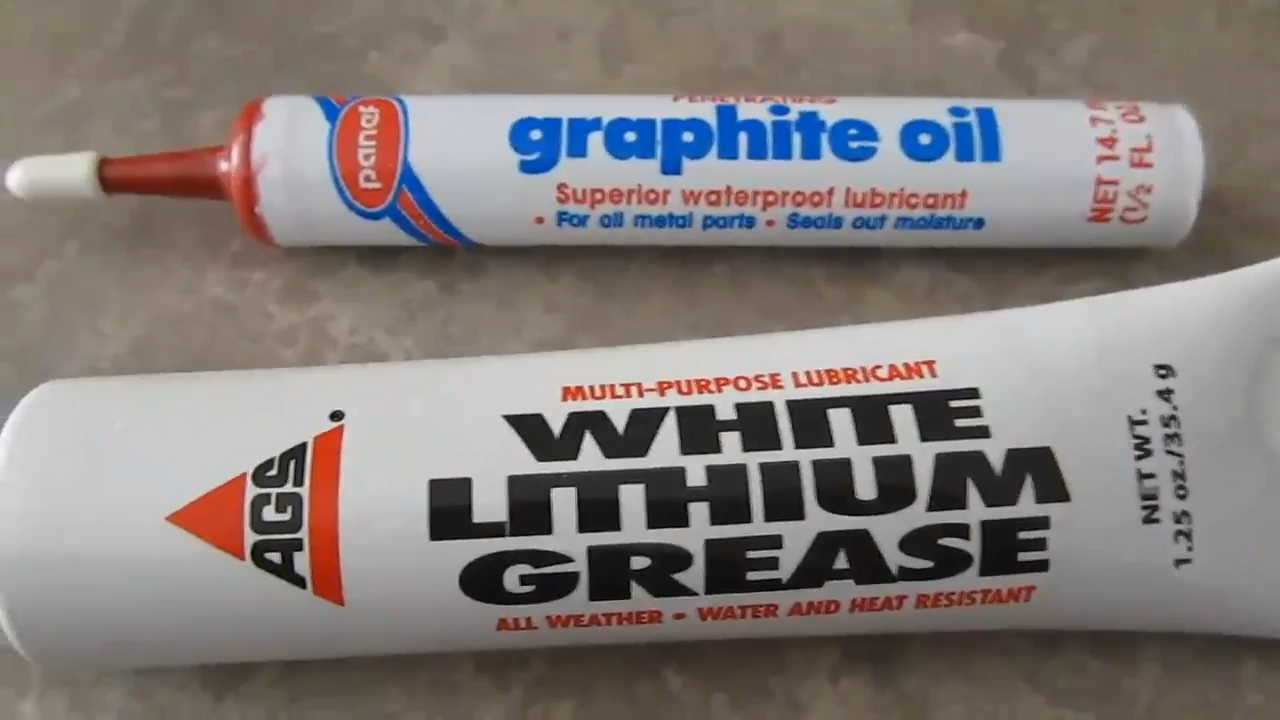 PENETRATING
panef
graphite oil
Superior waterproof lubricant
• For all metal parts • Seals out moisture
NET 14.7
(½ FL. OZ
AGS
MULTI-PURPOSE LUBRICANT
WHITE
LITHIUM
GREASE
ALL WEATHER • WATER AND HEAT RESISTANT
NET WT.
1.25 oz./35.4 g